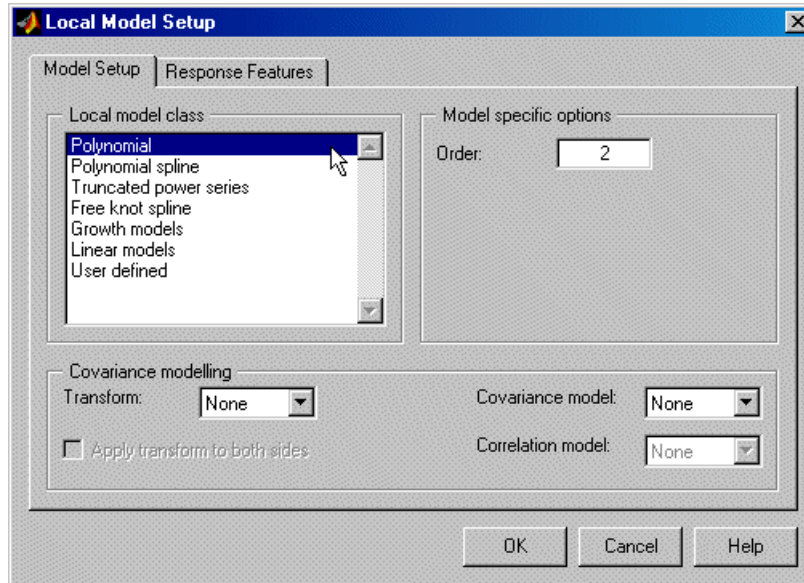 Local Model Setup
Model Setup
Response Features
Local model class
Polynomial
Polynomial spline
Truncated power series
Free knot spline
Growth models
Linear models
User defined
Model specific options
Order: 2
Covariance modelling
Transform: None
Apply transform to both sides
Covariance model: None
Correlation model: None
OK
Cancel
Help